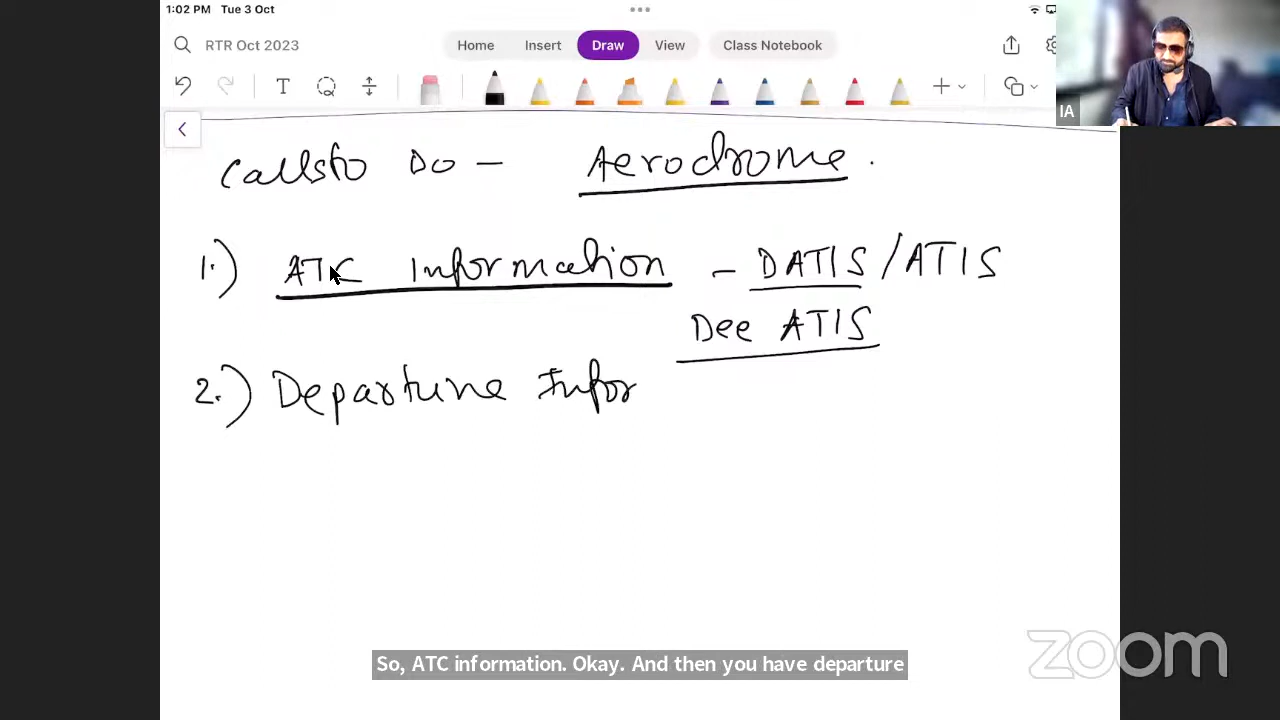 1:02 PM Tue 3 Oct
RTR Oct 2023
Home Insert Draw View Class Notebook
IA
Callsto Do - Aerodrome.
1.) ATC Information - DATIS / ATIS
Dee ATIS
2.) Departure Infor
So, ATC information. Okay. And then you have departure
zoom